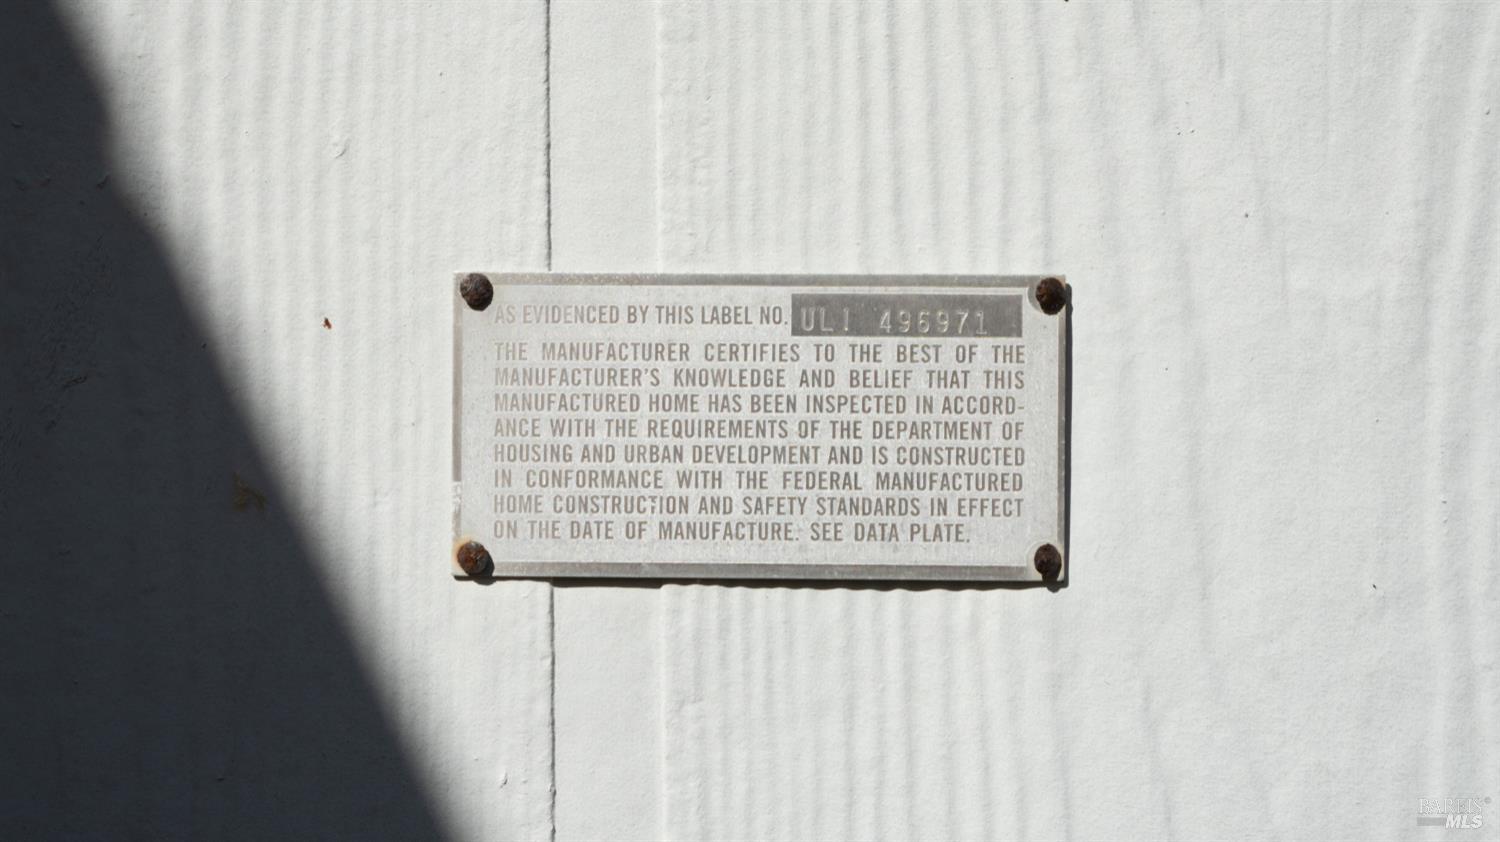 AS EVIDENCED BY THIS LABEL NO. ULI 496971
THE MANUFACTURER CERTIFIES TO THE BEST OF THE
MANUFACTURER'S KNOWLEDGE AND BELIEF THAT THIS
MANUFACTURED HOME HAS BEEN INSPECTED IN ACCORD-
ANCE WITH THE REQUIREMENTS OF THE DEPARTMENT OF
HOUSING AND URBAN DEVELOPMENT AND IS CONSTRUCTED
IN CONFORMANCE WITH THE FEDERAL MANUFACTURED
HOME CONSTRUCTION AND SAFETY STANDARDS IN EFFECT
ON THE DATE OF MANUFACTURE. SEE DATA PLATE.
BAREIS®
MLS